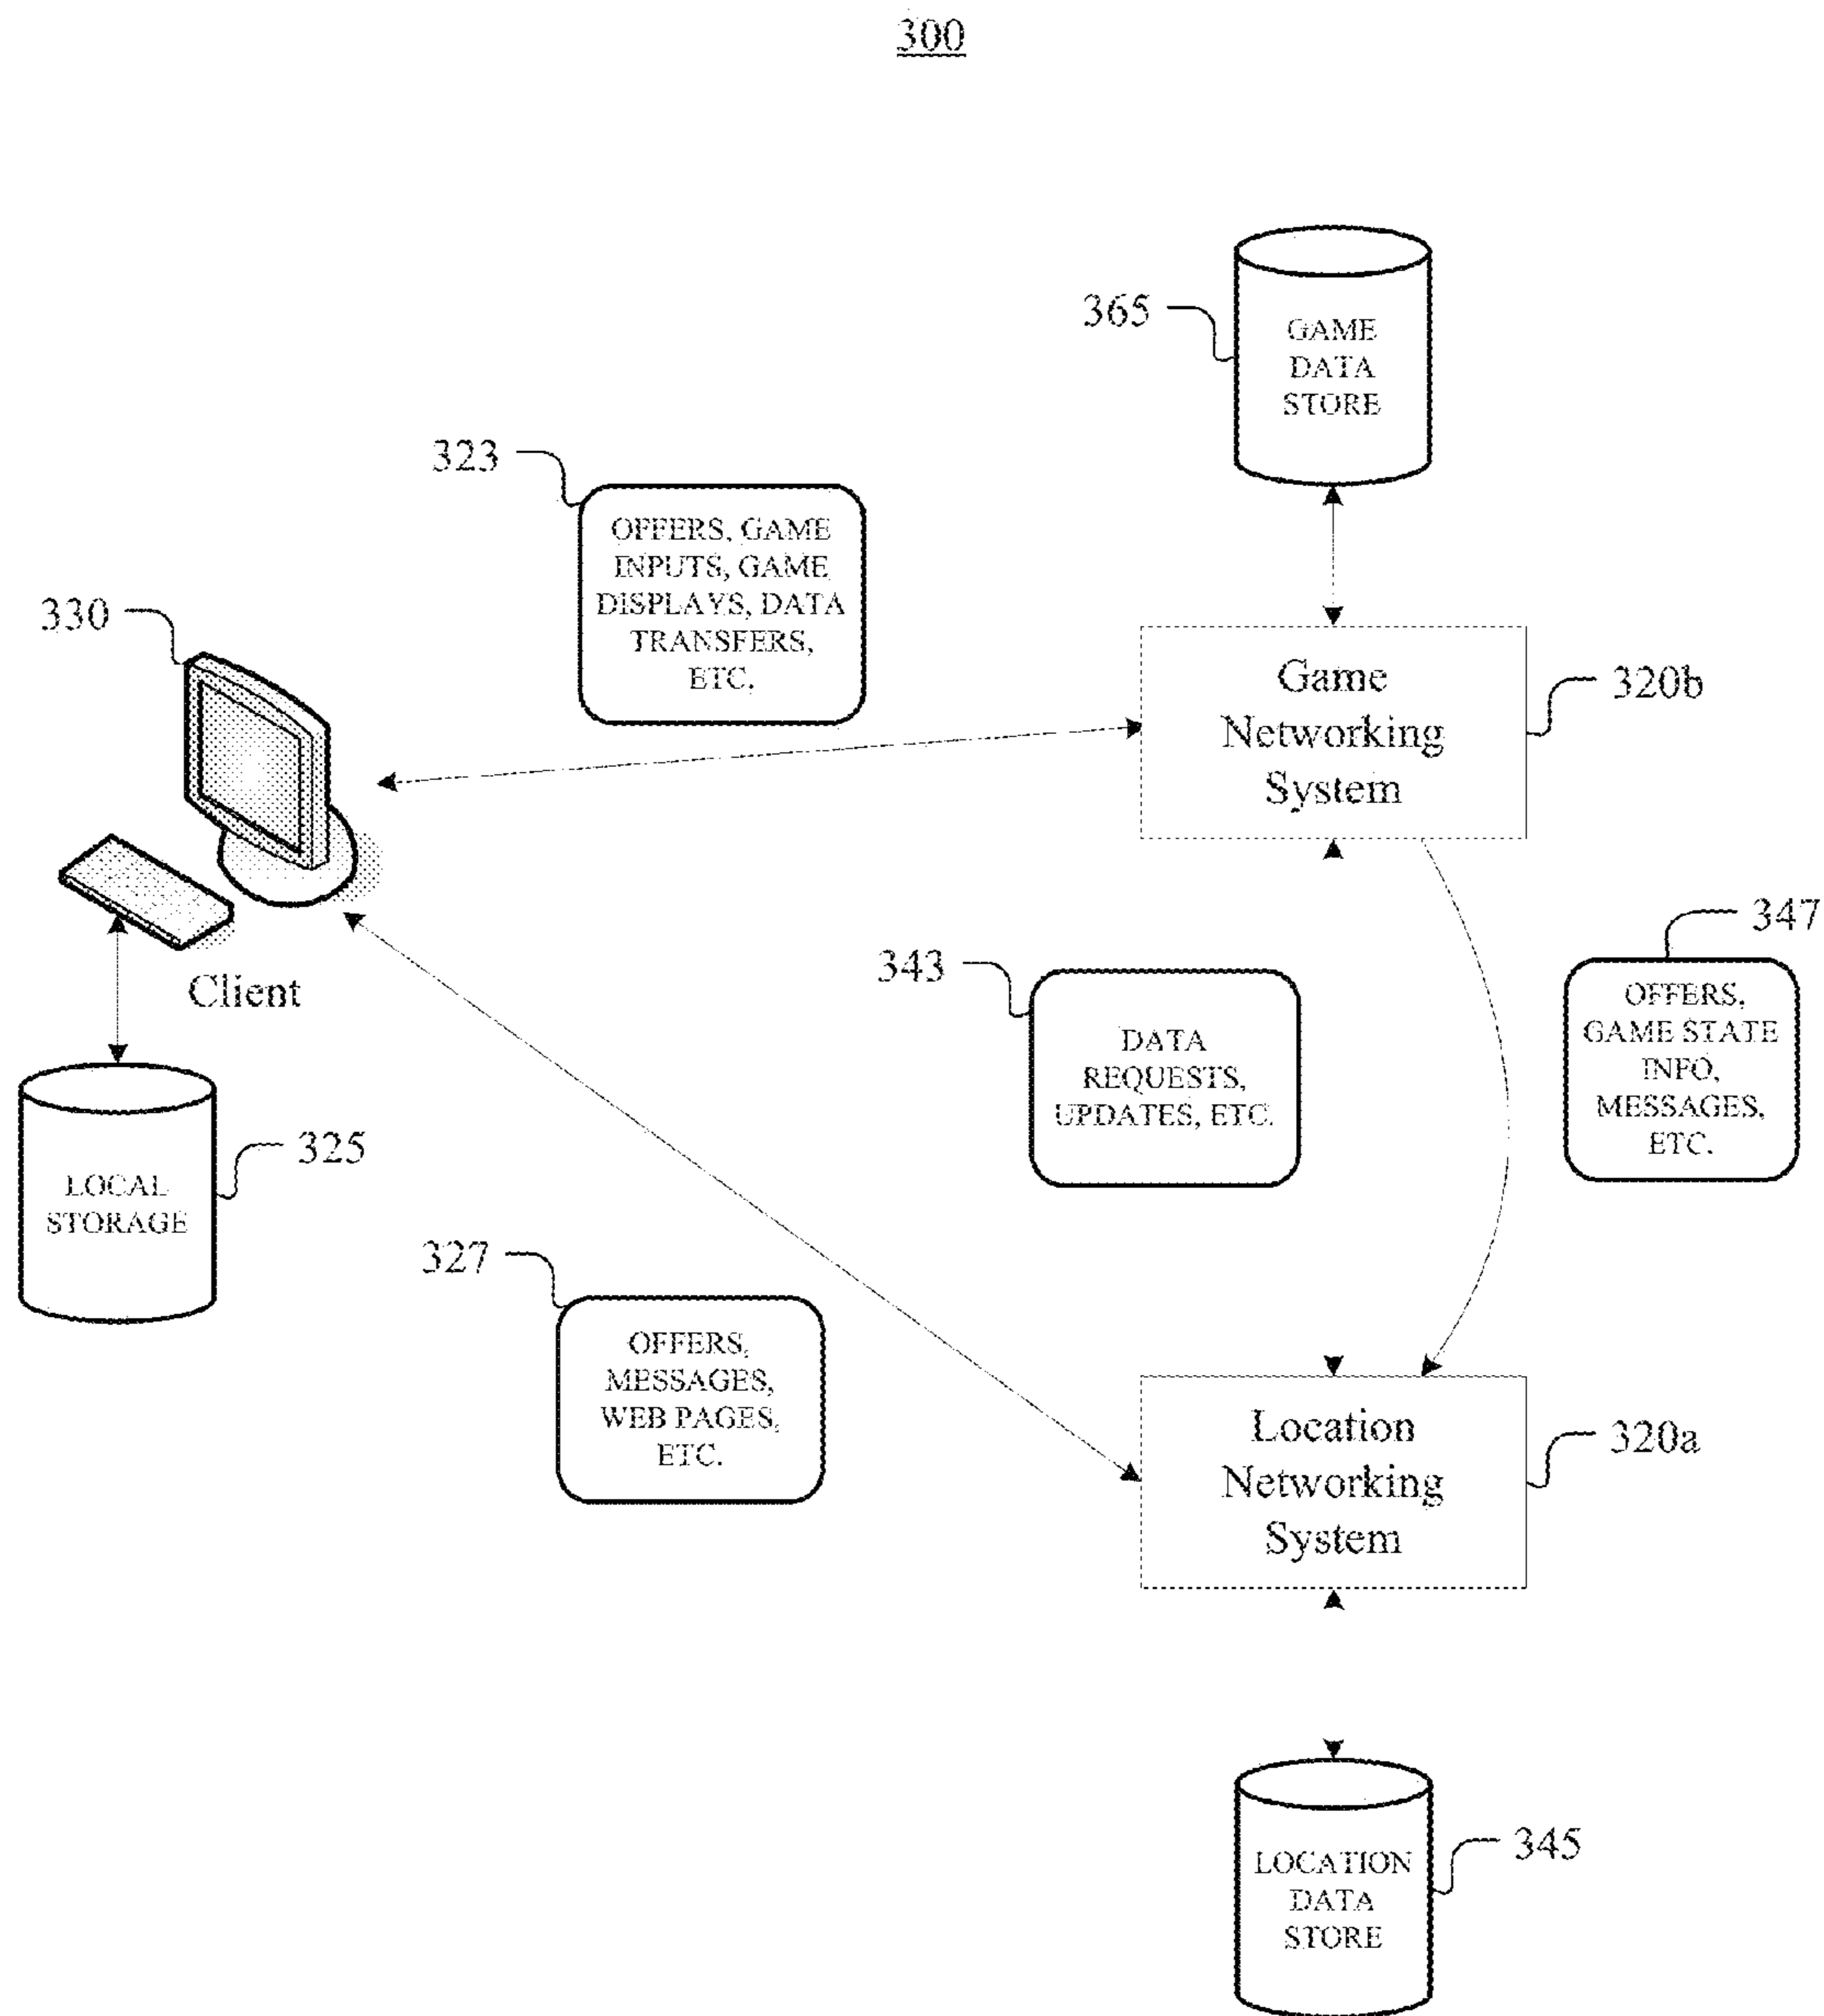 300
365
GAME
DATA
STORE
323
OFFERS, GAME
INPUTS, GAME
DISPLAYS, DATA
TRANSFERS,
ETC.
330
Game
Networking
System
320b
Client
343
DATA
REQUESTS,
UPDATES, ETC.
347
OFFERS,
GAME STATE
INFO,
MESSAGES,
ETC.
LOCAL
STORAGE
325
327
OFFERS,
MESSAGES,
WEB PAGES,
ETC.
Location
Networking
System
320a
LOCATION
DATA
STORE
345